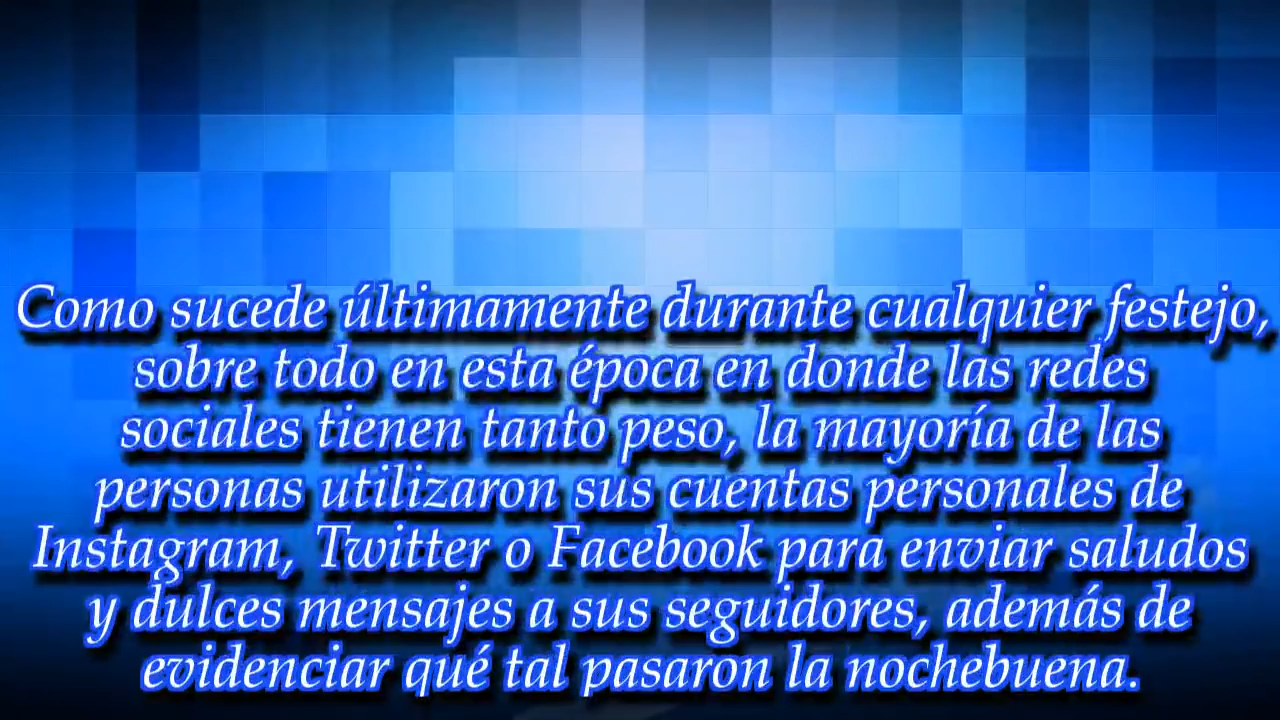 Como sucede últimamente durante cualquier festejo,
sobre todo en esta época en donde las redes
sociales tienen tanto peso, la mayoría de las
personas utilizaron sus cuentas personales de
Instagram, Twitter o Facebook para enviar saludos
y dulces mensajes a sus seguidores, además de
evidenciar qué tal pasaron la nochebuena.